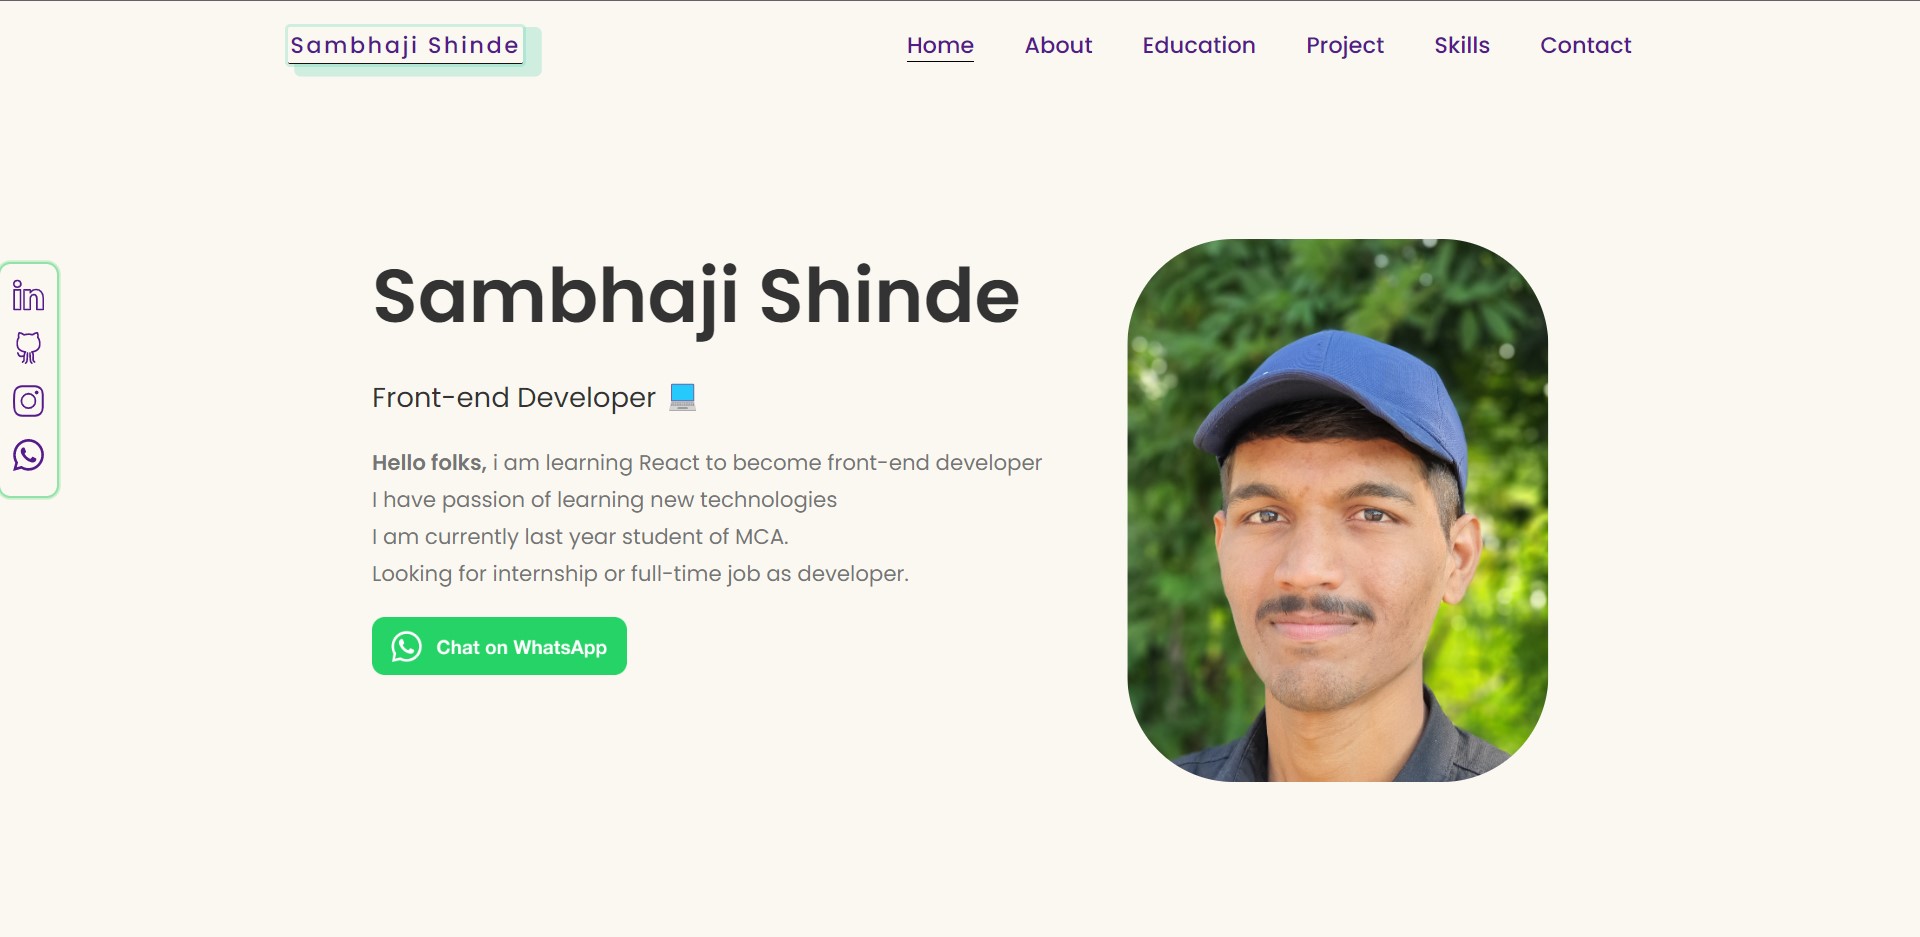 Sambhaji Shinde
Home About Education Project Skills Contact
Sambhaji Shinde
Front-end Developer
Hello folks, i am learning React to become front-end developer
I have passion of learning new technologies
I am currently last year student of MCA.
Looking for internship or full-time job as developer.
Chat on WhatsApp
in